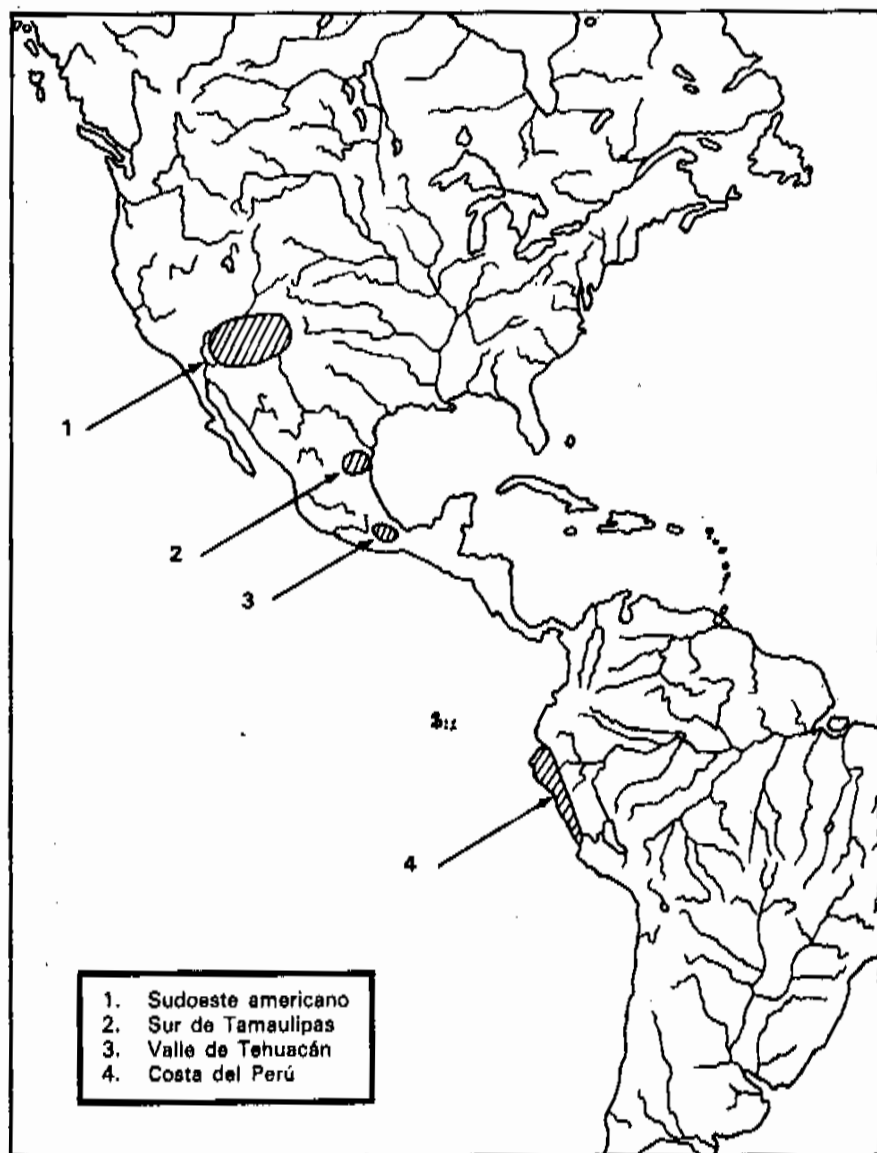 1
2
3
4
1. Sudoeste americano
2. Sur de Tamaulipas
3. Valle de Tehuacán
4. Costa del Perú